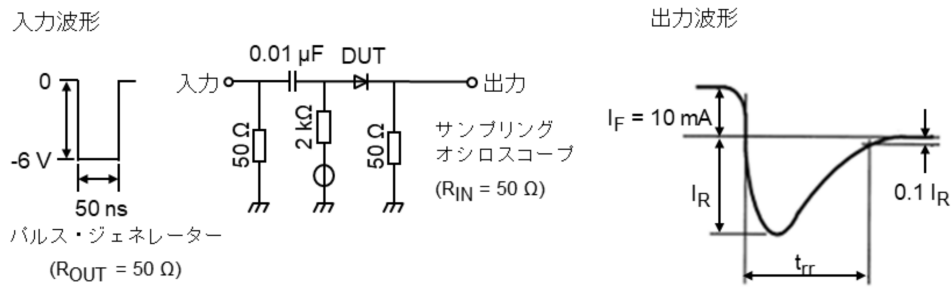 入力波形
0
-6 V
50 ns
パルス・ジェネレーター
(ROUT = 50 Ω)
0.01 μF
DUT
入力
出力
50 Ω
2 kΩ
50 Ω
サンプリング
オシロスコープ
(RIN = 50 Ω)
出力波形
IF = 10 mA
IR
0.1 IR
trr